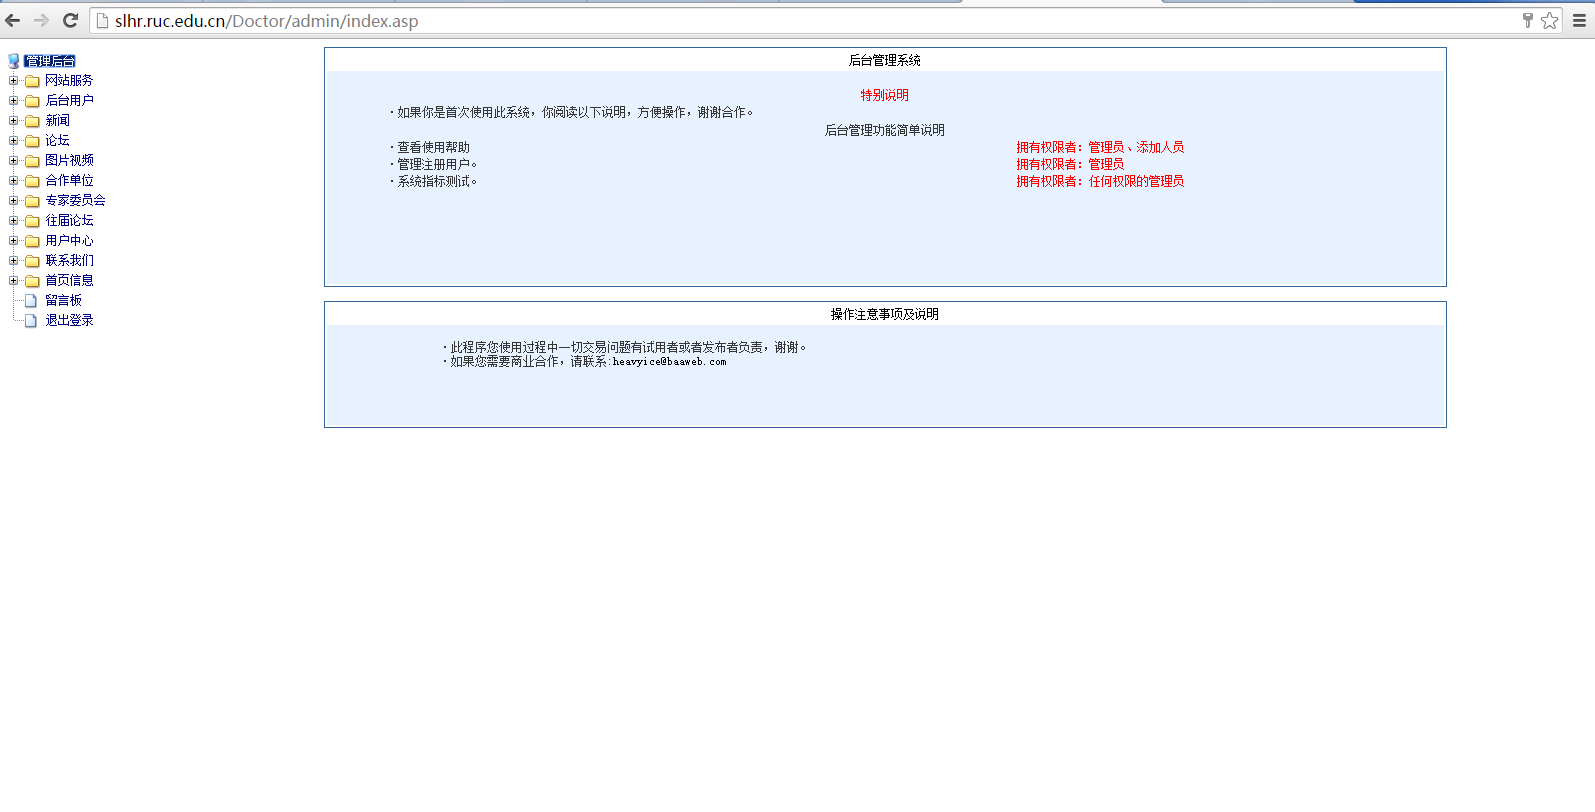 slhr.ruc.edu.cn/Doctor/admin/index.asp
管理后台
网站服务
后台用户
新闻
论坛
图片视频
合作单位
专家委员会
往届论坛
用户中心
联系我们
首页信息
留言板
退出登录
后台管理系统
特别说明
·如果你是首次使用此系统，你阅读以下说明，方便操作，谢谢合作。
后台管理功能简单说明
·查看使用帮助 拥有权限者：管理员、添加人员
·管理注册用户。 拥有权限者：管理员
·系统指标测试。 拥有权限者：任何权限的管理员
操作注意事项及说明
·此程序您使用过程中一切交易问题有试用者或者发布者负责，谢谢。
·如果您需要商业合作，请联系:heavyice@baaweb.com